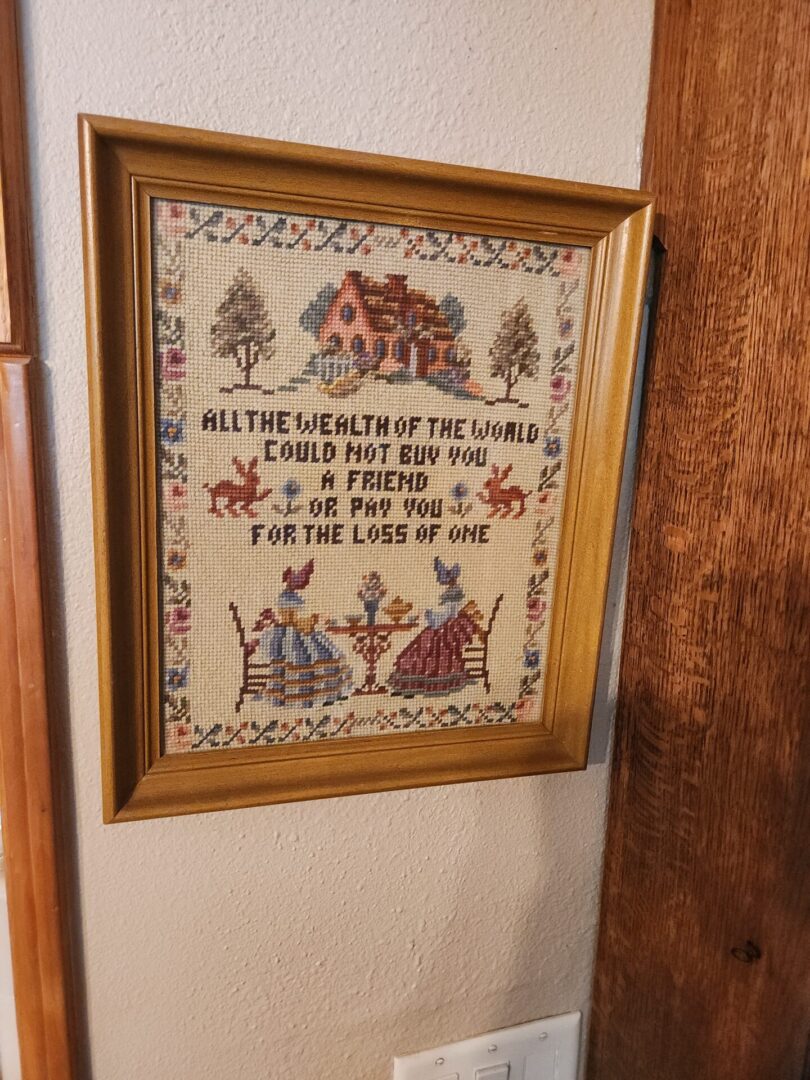 ALL THE WEALTH OF THE WORLD
COULD NOT BUY YOU
A FRIEND
OR PAY YOU
FOR THE LOSS OF ONE